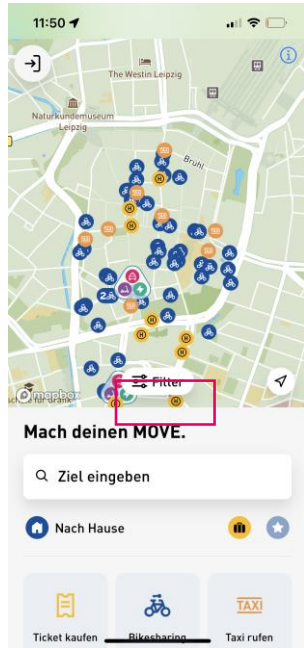 11:50
The Westin Leipzig
Naturkundemuseum
Leipzig
Brühl
2
Filter
mapbox
Mach deinen MOVE.
Ziel eingeben
Nach Hause
TAXI
Ticket kaufen
Bikesharing
Taxi rufen